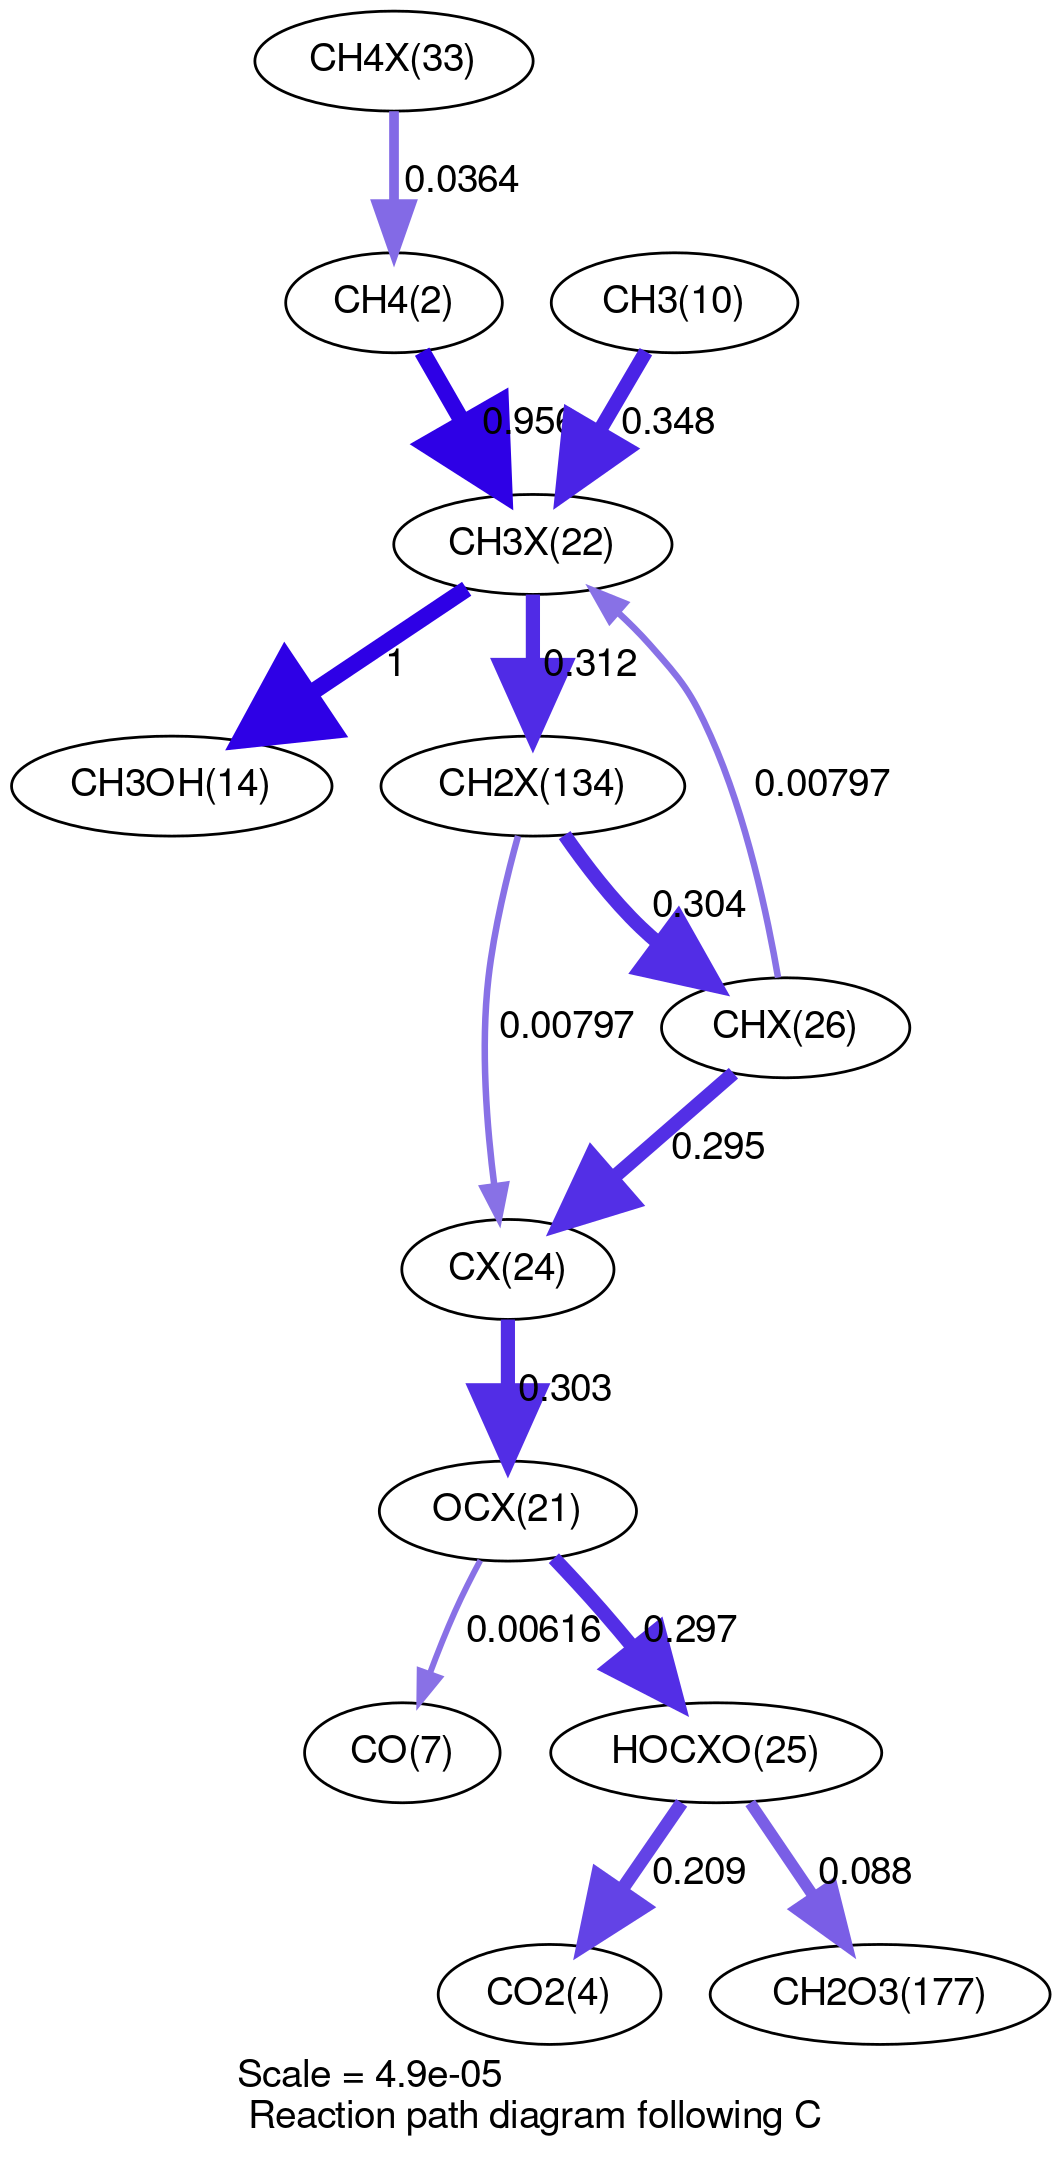 CH4X(33)
0.0364
CH4(2)
CH3(10)
0.956
0.348
CH3X(22)
1
0.312
CH3OH(14)
CH2X(134)
0.00797
0.304
0.00797
CHX(26)
0.295
CX(24)
0.303
OCX(21)
0.00616
0.297
CO(7)
HOCXO(25)
0.209
0.088
CO2(4)
CH2O3(177)
Scale = 4.9e-05
Reaction path diagram following C